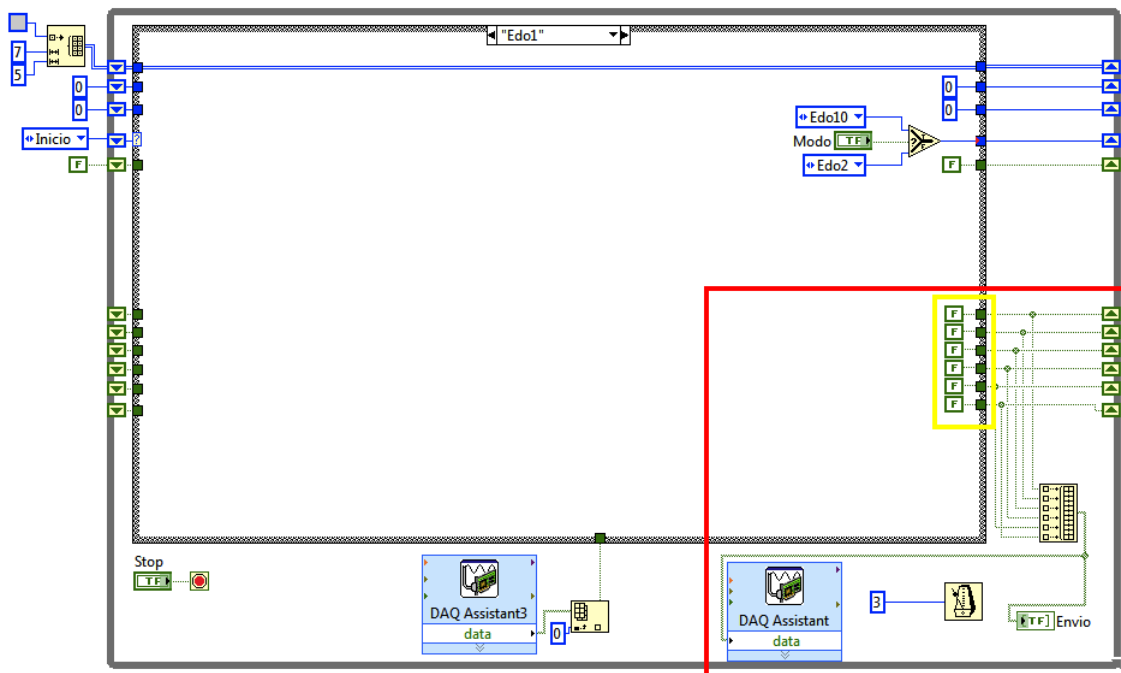 "Edo1"
7
5
0
0
0
0
Inicio
Edo10
Modo
TF
Edo2
F
F
F
F
F
F
F
F
Stop
TF
DAQ Assistant3
data
0
DAQ Assistant
data
3
TF
Envio